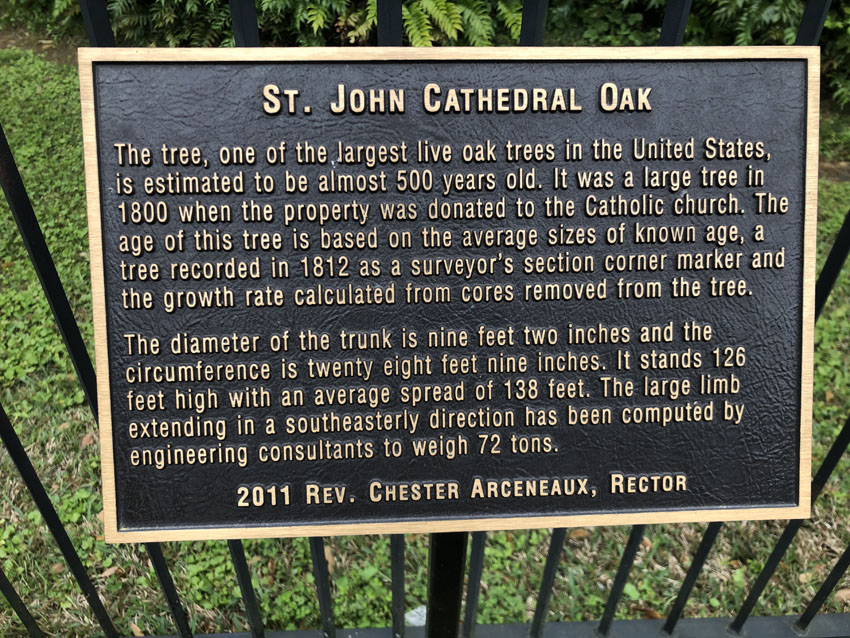 ST. JOHN CATHEDRAL OAK
The tree, one of the largest live oak trees in the United States,
is estimated to be almost 500 years old. It was a large tree in
1800 when the property was donated to the Catholic church. The
age of this tree is based on the average sizes of known age, a
tree recorded in 1812 as a surveyor's section corner marker and
the growth rate calculated from cores removed from the tree.
The diameter of the trunk is nine feet two inches and the
circumference is twenty eight feet nine inches. It stands 126
feet high with an average spread of 138 feet. The large limb
extending in a southeasterly direction has been computed by
engineering consultants to weigh 72 tons.
2011 REV. CHESTER ARCENEAUX, RECTOR